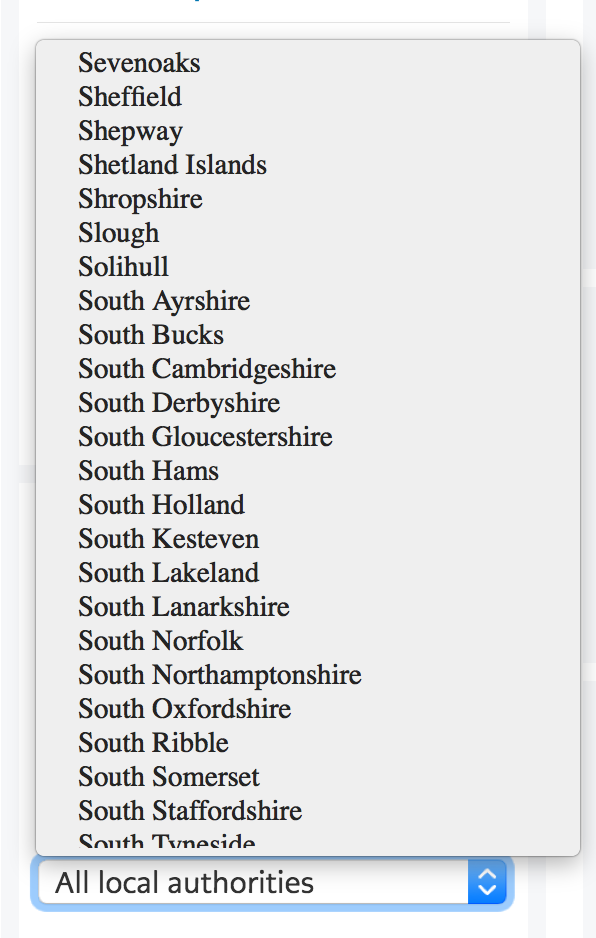 Sevenoaks
Sheffield
Shepway
Shetland Islands
Shropshire
Slough
Solihull
South Ayrshire
South Bucks
South Cambridgeshire
South Derbyshire
South Gloucestershire
South Hams
South Holland
South Kesteven
South Lakeland
South Lanarkshire
South Norfolk
South Northamptonshire
South Oxfordshire
South Ribble
South Somerset
South Staffordshire
South Tyneside
All local authorities